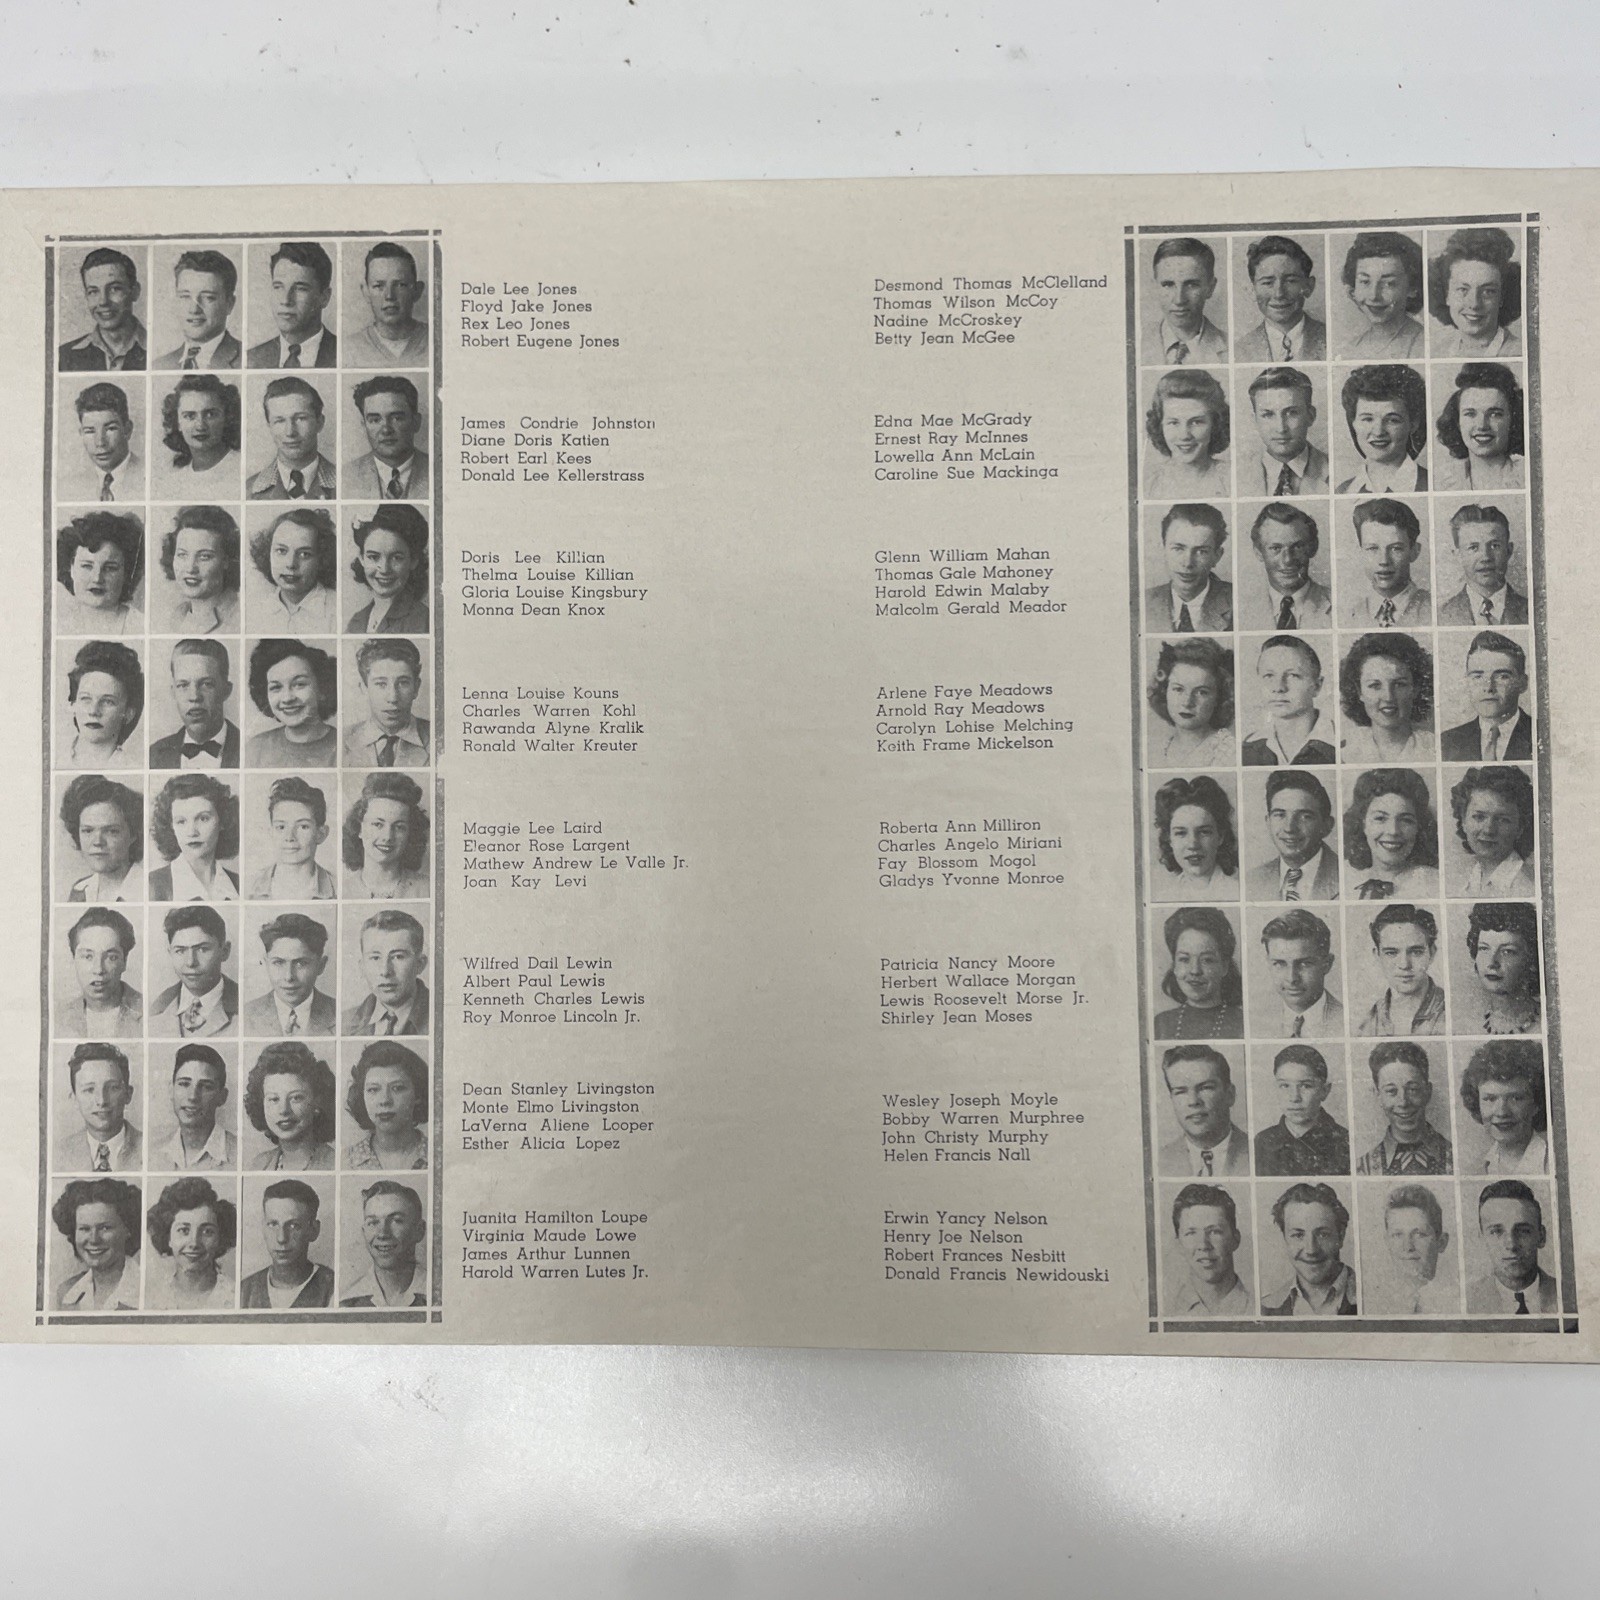 Dale Lee Jones
Floyd Jake Jones
Rex Leo Jones
Robert Eugene Jones
James Condrie Johnston
Diane Doris Katien
Robert Earl Kees
Donald Lee Kellerstrass
Doris Lee Killian
Thelma Louise Killian
Gloria Louise Kingsbury
Monna Dean Knox
Lenna Louise Kouns
Charles Warren Kohl
Rawanda Alyne Kralik
Ronald Walter Kreuter
Maggie Lee Laird
Eleanor Rose Largent
Mathew Andrew Le Valle Jr.
Joan Kay Levi
Wilfred Dail Lewin
Albert Paul Lewis
Kenneth Charles Lewis
Roy Monroe Lincoln Jr.
Dean Stanley Livingston
Monte Elmo Livingston
LaVerna Aliene Looper
Esther Alicia Lopez
Juanita Hamilton Loupe
Virginia Maude Lowe
James Arthur Lunnen
Harold Warren Lutes Jr.
Desmond Thomas McClelland
Thomas Wilson McCoy
Nadine McCroskey
Betty Jean McGee
Edna Mae McGrady
Ernest Ray McInnes
Lowella Ann McLain
Caroline Sue Mackinga
Glenn William Mahan
Thomas Gale Mahoney
Harold Edwin Malaby
Malcolm Gerald Meador
Arlene Faye Meadows
Arnold Ray Meadows
Carolyn Lohise Melching
Keith Frame Mickelson
Roberta Ann Milliron
Charles Angelo Miriani
Fay Blossom Mogol
Gladys Yvonne Monroe
Patricia Nancy Moore
Herbert Wallace Morgan
Lewis Roosevelt Morse Jr.
Shirley Jean Moses
Wesley Joseph Moyle
Bobby Warren Murphree
John Christy Murphy
Helen Francis Nall
Erwin Yancy Nelson
Henry Joe Nelson
Robert Frances Nesbitt
Donald Francis Newidouski